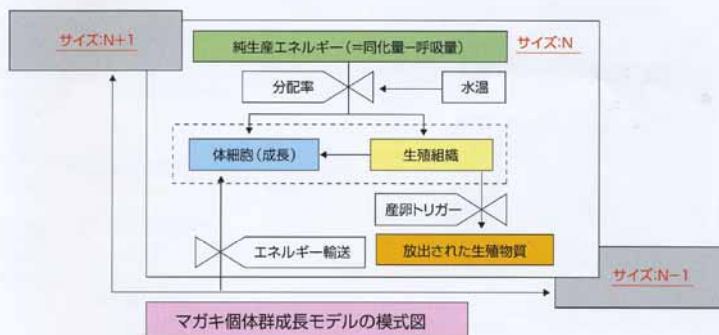 サイズ:N+1
純生産エネルギー(=同化量−呼吸量)
サイズ:N
分配率
水温
体細胞(成長)
生殖組織
産卵トリガー
エネルギー輸送
放出された生殖物質
サイズ:N−1
マガキ個体群成長モデルの模式図